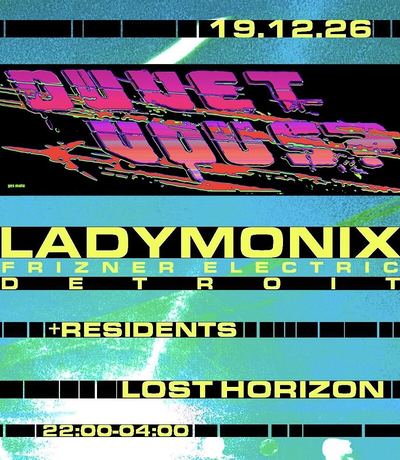 19.12.26
LADYMONIX
FRIZNER ELECTRIC
DETROIT
+RESIDENTS
LOST HORIZON
22:00-04:00